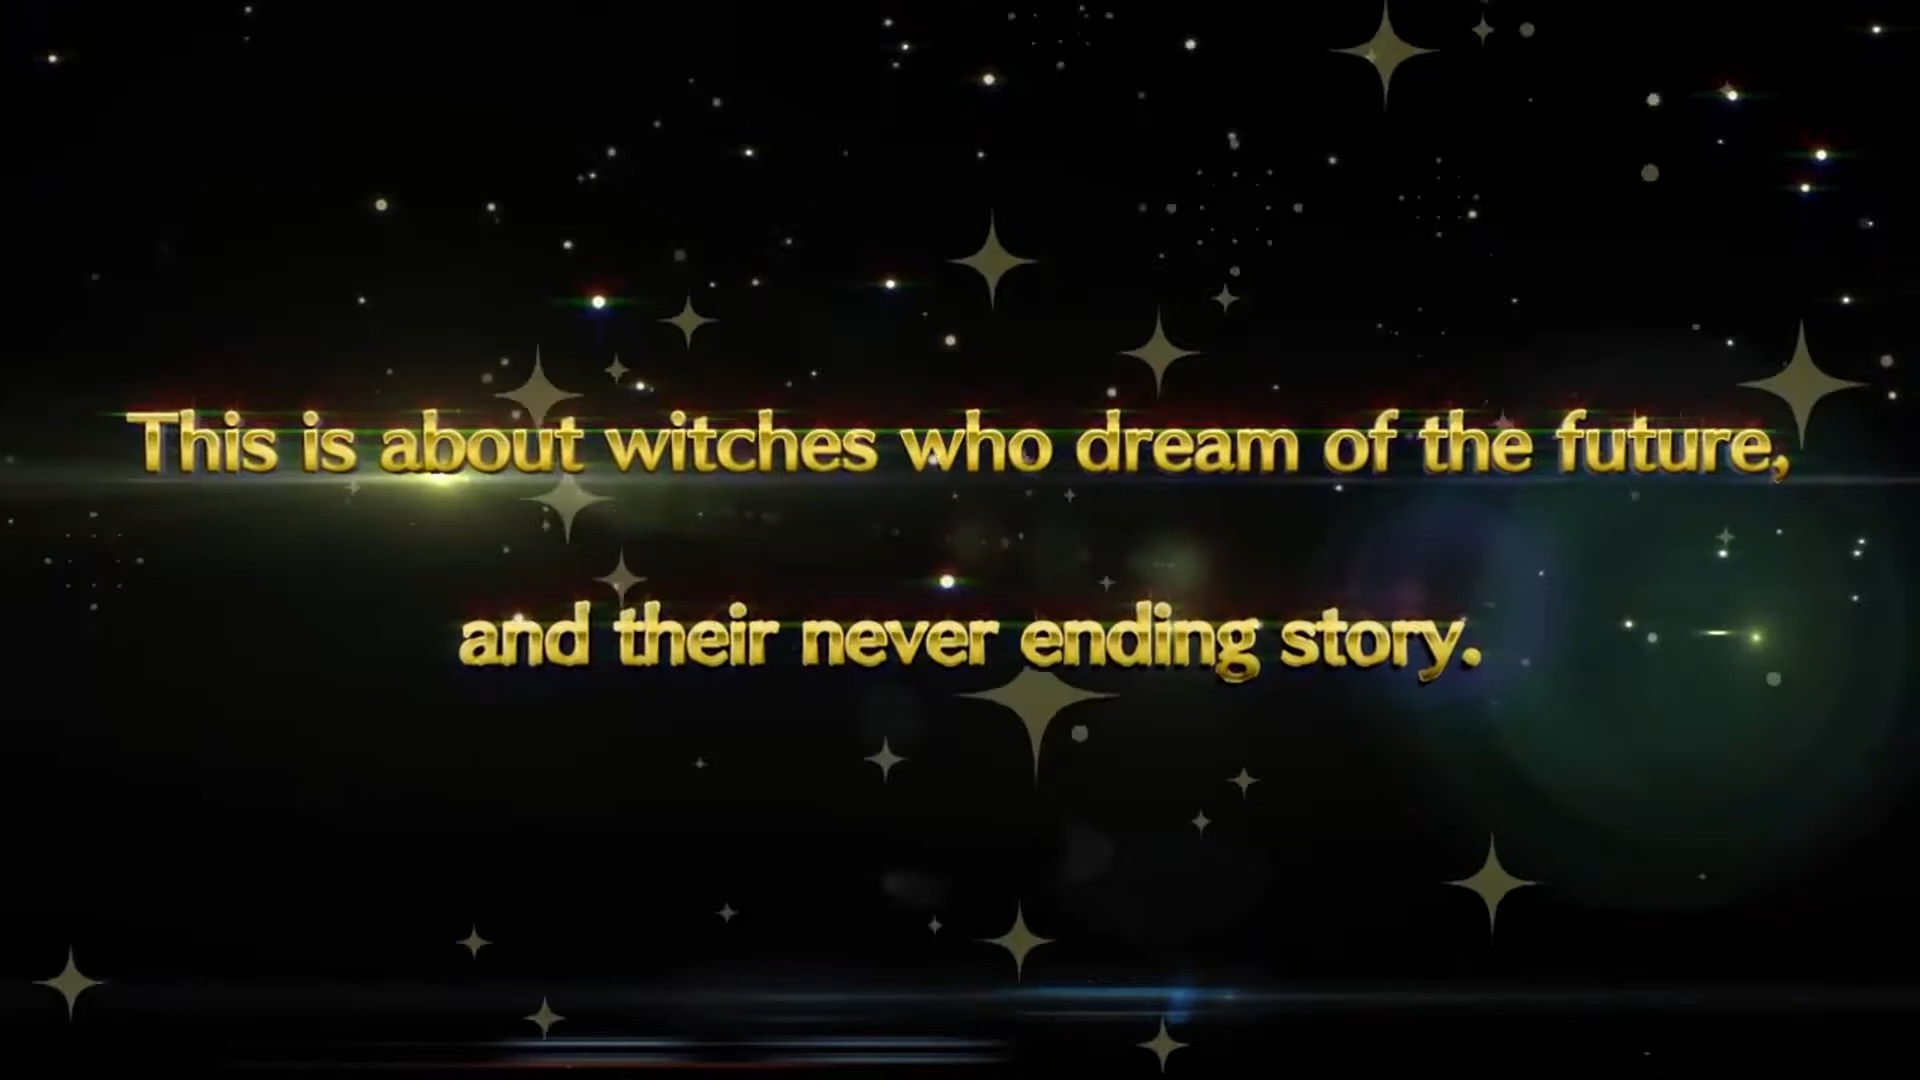 This is about witches who dream of the future,
and their never ending story.